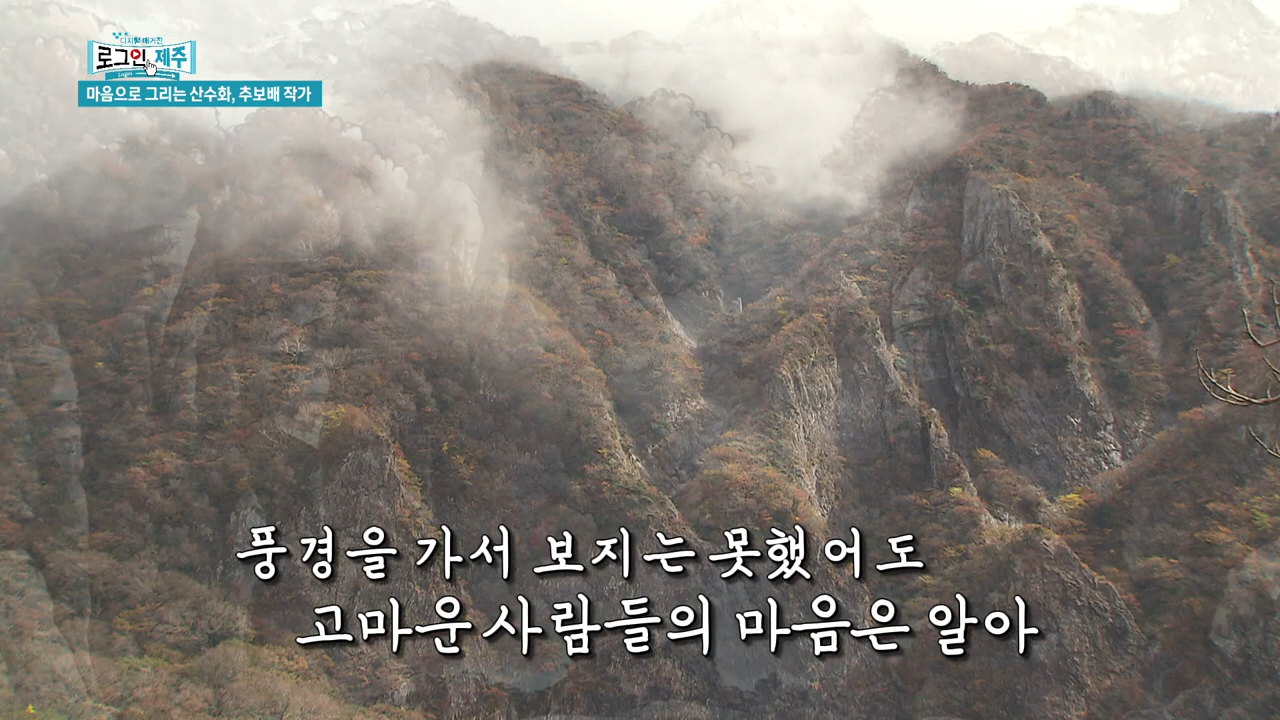 디지털 매거진
로그인 제주
Login
마음으로 그리는 산수화, 추보배 작가
풍경을 가서 보지는 못했어도
고마운 사람들의 마음은 알아